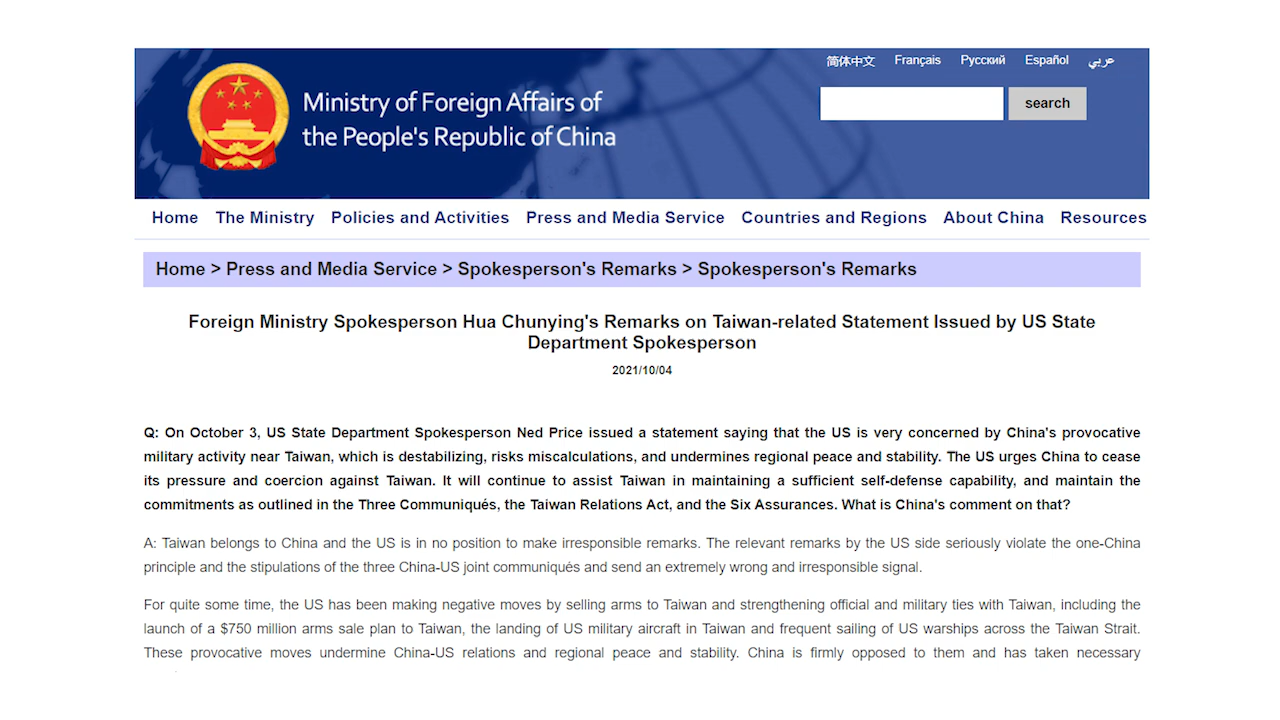 简体中文 Français Русский Español عربي
Ministry of Foreign Affairs of
the People's Republic of China
search
Home The Ministry Policies and Activities Press and Media Service Countries and Regions About China Resources
Home > Press and Media Service > Spokesperson's Remarks > Spokesperson's Remarks
Foreign Ministry Spokesperson Hua Chunying's Remarks on Taiwan-related Statement Issued by US State
Department Spokesperson
2021/10/04
Q: On October 3, US State Department Spokesperson Ned Price issued a statement saying that the US is very concerned by China's provocative
military activity near Taiwan, which is destabilizing, risks miscalculations, and undermines regional peace and stability. The US urges China to cease
its pressure and coercion against Taiwan. It will continue to assist Taiwan in maintaining a sufficient self-defense capability, and maintain the
commitments as outlined in the Three Communiqués, the Taiwan Relations Act, and the Six Assurances. What is China's comment on that?
A: Taiwan belongs to China and the US is in no position to make irresponsible remarks. The relevant remarks by the US side seriously violate the one-China
principle and the stipulations of the three China-US joint communiqués and send an extremely wrong and irresponsible signal.
For quite some time, the US has been making negative moves by selling arms to Taiwan and strengthening official and military ties with Taiwan, including the
launch of a $750 million arms sale plan to Taiwan, the landing of US military aircraft in Taiwan and frequent sailing of US warships across the Taiwan Strait.
These provocative moves undermine China-US relations and regional peace and stability. China is firmly opposed to them and has taken necessary